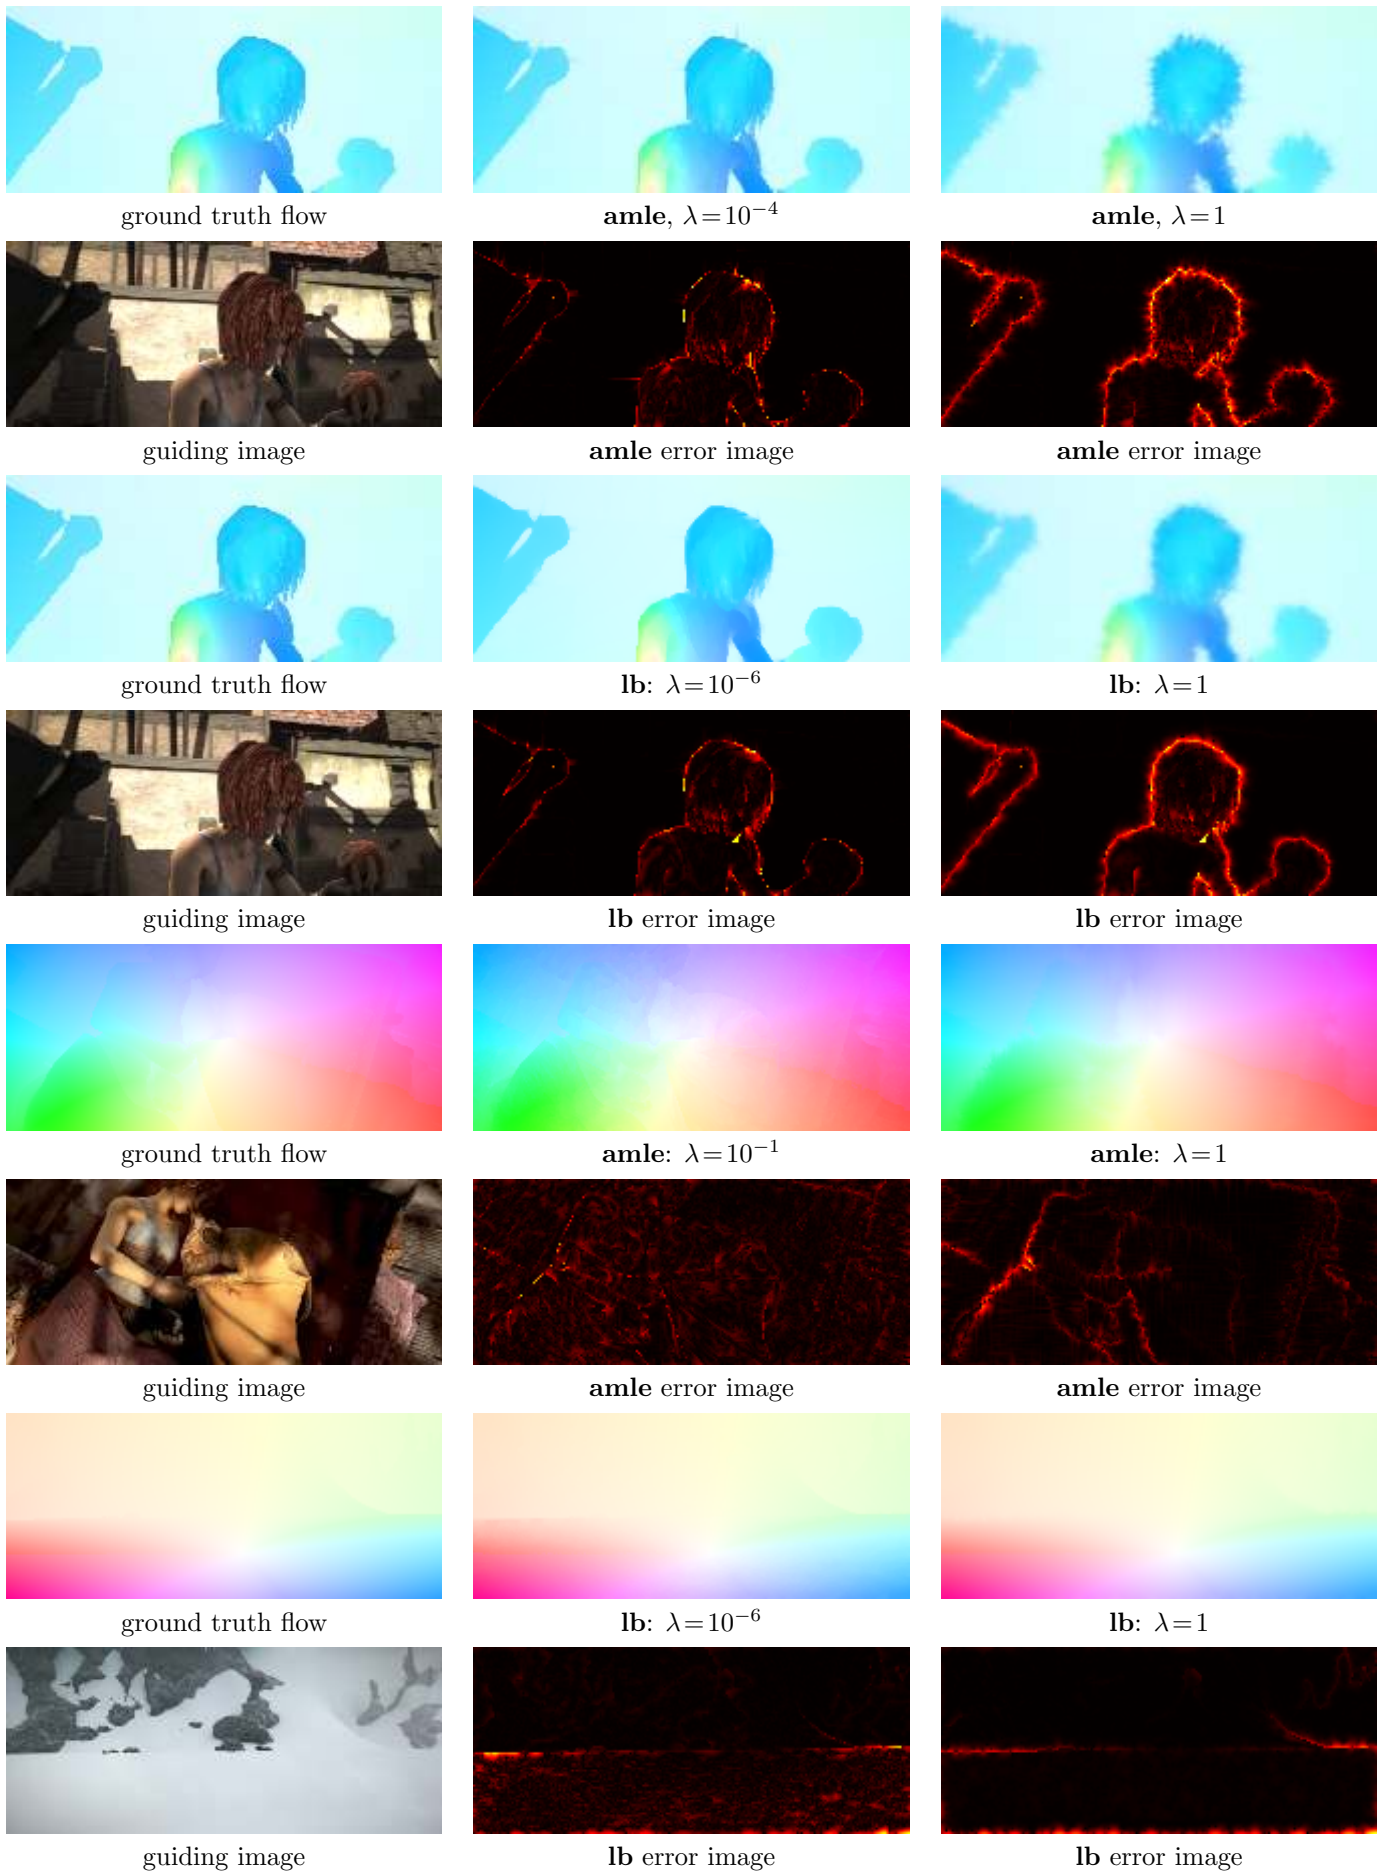 ground truth flow
amle, λ=10⁻⁴
amle, λ=1
guiding image
amle error image
amle error image
ground truth flow
lb: λ=10⁻⁶
lb: λ=1
guiding image
lb error image
lb error image
ground truth flow
amle: λ=10⁻¹
amle: λ=1
guiding image
amle error image
amle error image
ground truth flow
lb: λ=10⁻⁶
lb: λ=1
guiding image
lb error image
lb error image